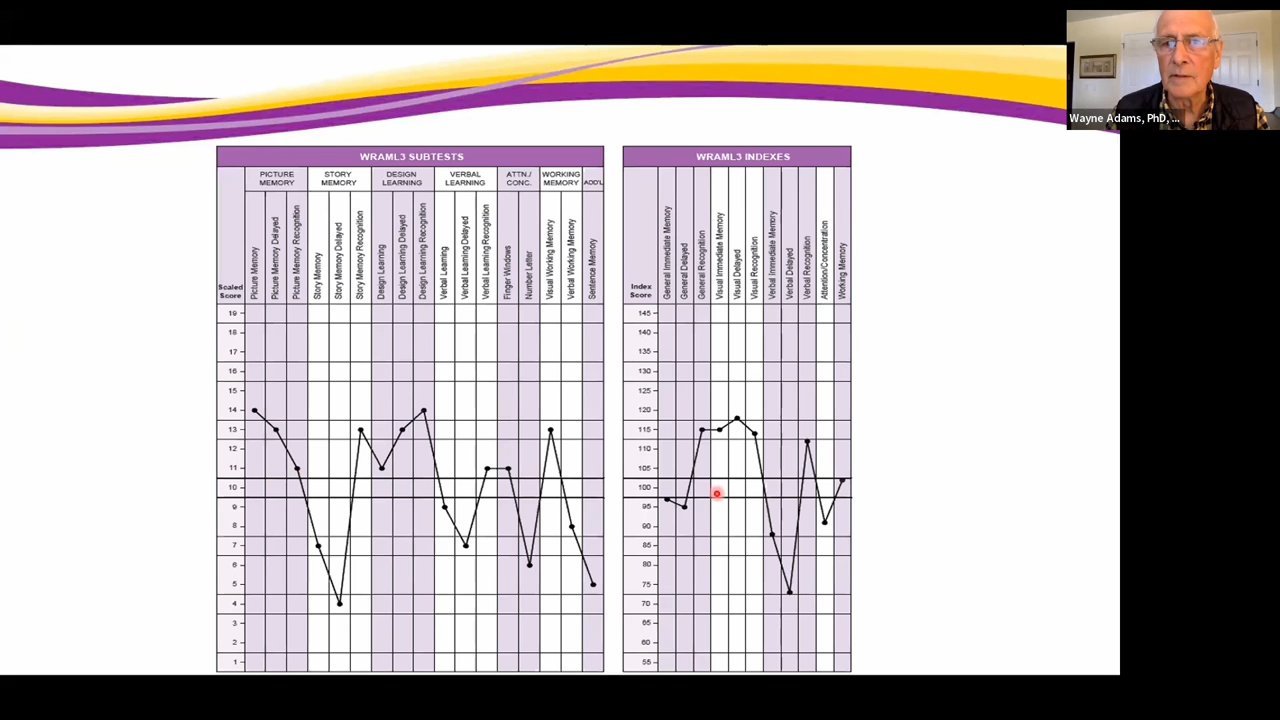 Wayne Adams, PhD, ...
WRAML3 SUBTESTS
PICTURE MEMORY
STORY MEMORY
DESIGN LEARNING
VERBAL LEARNING
ATTN./ CONC.
WORKING MEMORY
ADD'L
Scaled Score
Picture Memory
Picture Memory Delayed
Picture Memory Recognition
Story Memory
Story Memory Delayed
Story Memory Recognition
Design Learning
Design Learning Delayed
Design Learning Recognition
Verbal Learning
Verbal Learning Delayed
Verbal Learning Recognition
Finger Windows
Number Letter
Visual Working Memory
Verbal Working Memory
Sentence Memory
19
18
17
16
15
14
13
12
11
10
9
8
7
6
5
4
3
2
1
WRAML3 INDEXES
Index Score
General Immediate Memory
General Delayed
General Recognition
Visual Immediate Memory
Visual Delayed
Visual Recognition
Verbal Immediate Memory
Verbal Delayed
Verbal Recognition
Attention/Concentration
Working Memory
145
140
135
130
125
120
115
110
105
100
95
90
85
80
75
70
65
60
55